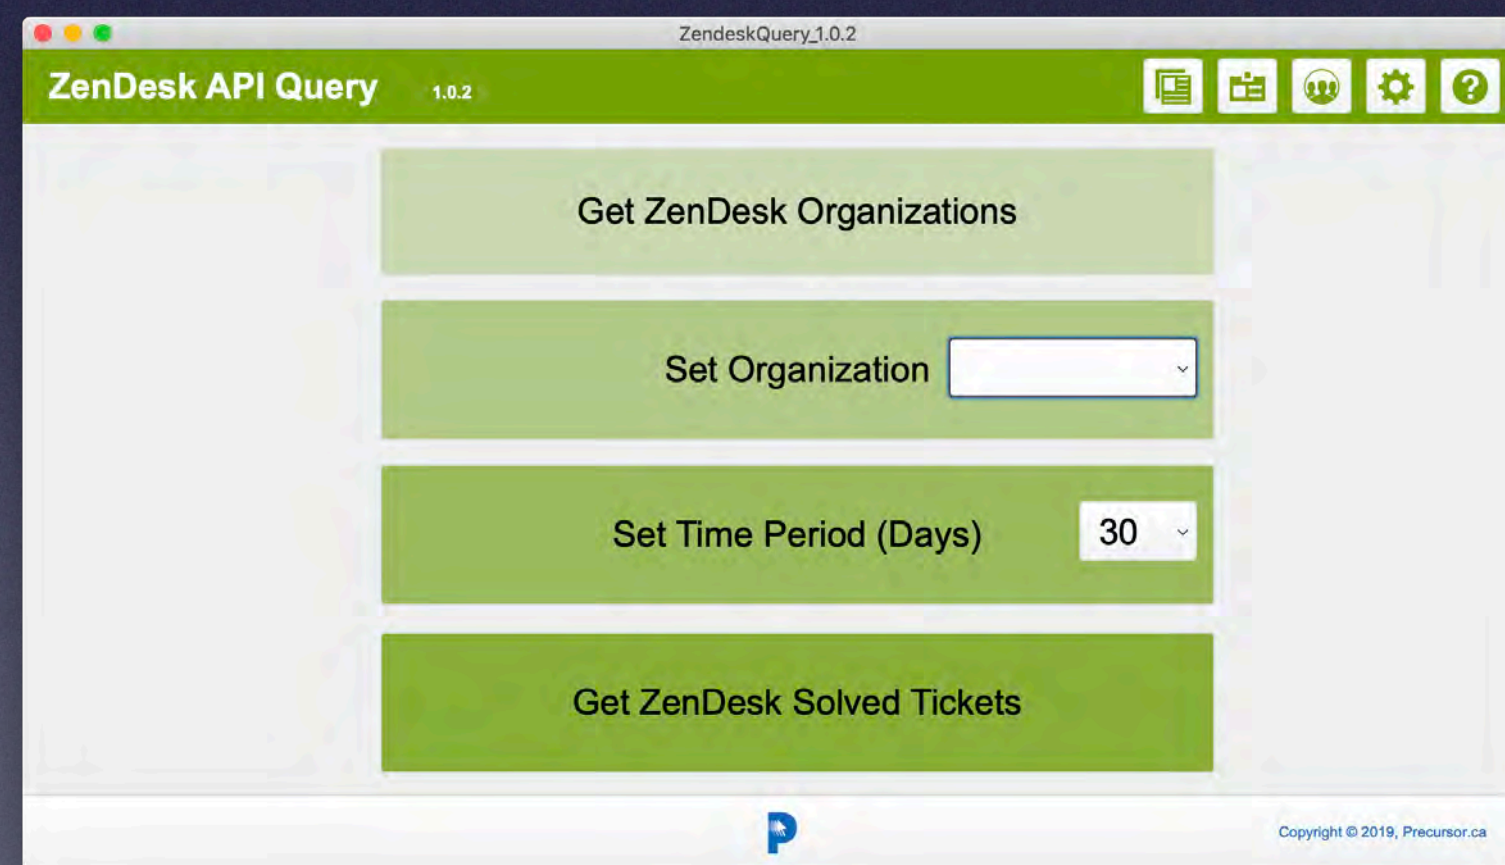 ZendeskQuery_1.0.2
ZenDesk API Query 1.0.2
Get ZenDesk Organizations
Set Organization
Set Time Period (Days) 30
Get ZenDesk Solved Tickets
P
Copyright © 2019, Precursor.ca